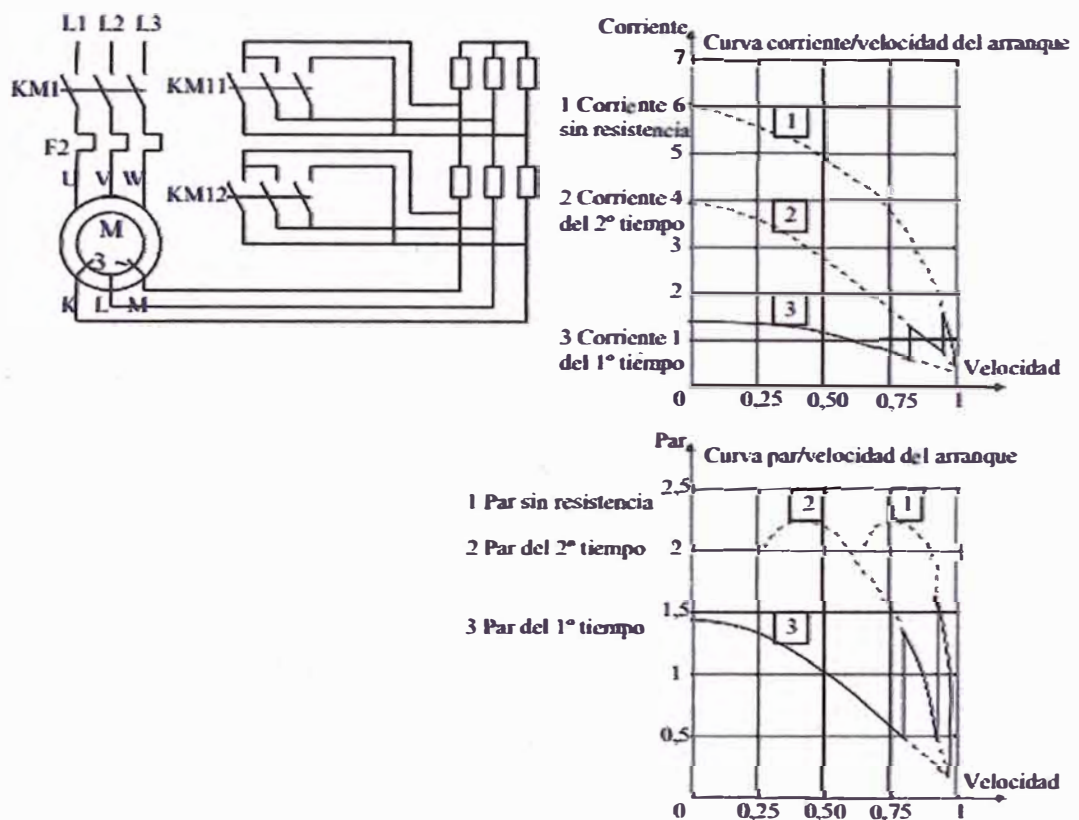 L1 L2 L3
KM1
KM11
F2
U V W
KM12
M
3 ~
K L M
Corriente
Curva corriente/velocidad del arranque
7
1 Corriente 6
sin resistencia
5
2 Corriente 4
del 2º tiempo
3
2
3 Corriente 1
del 1º tiempo
1
2
3
Velocidad
0 0,25 0,50 0,75 1
Par
Curva par/velocidad del arranque
2,5
1 Par sin resistencia
2 Par del 2º tiempo
2
1,5
3 Par del 1º tiempo
1
0,5
2 1
3
Velocidad
0 0,25 0,50 0,75 1